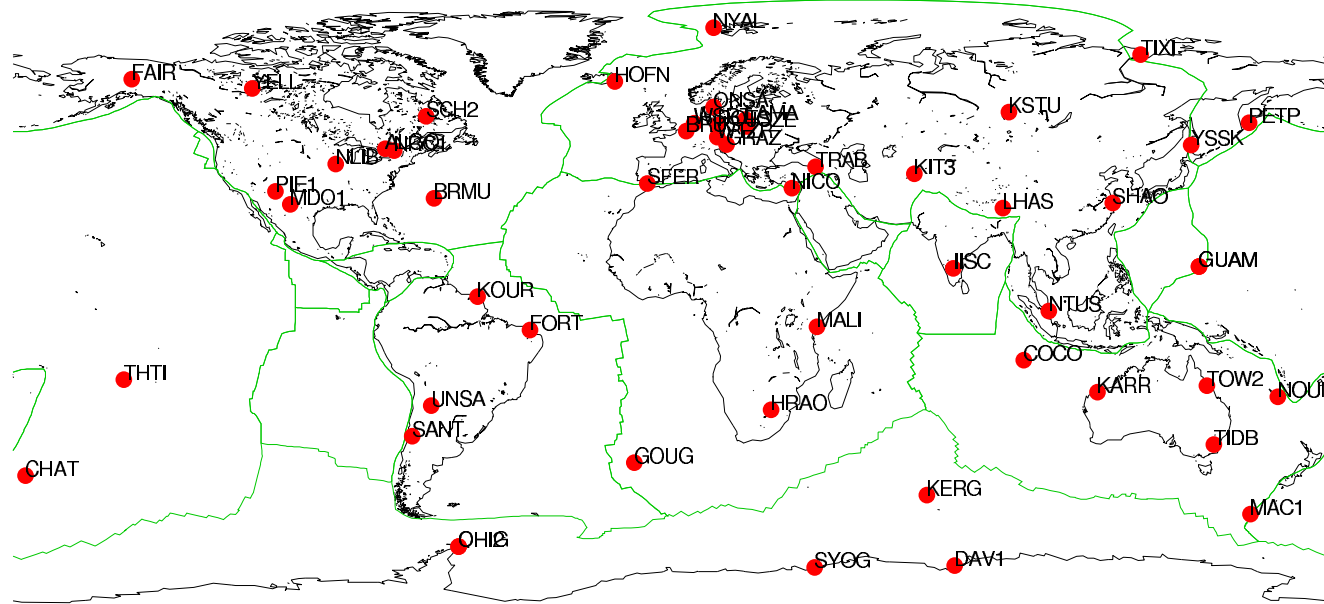 NYAL
TIXI
FAIR
HOFN
YELL
ONSA
KSTU
SCH2
PETP
GRAZ
YSSK
NLIB
TRAB
KIT3
SFER
NICO
PIE1
BRMU
MDO1
LHAS
SHAO
IISC
GUAM
KOUR
NTUS
FORT
MALI
COCO
THTI
TOW2
KARR
UNSA
HRAO
SANT
TIDB
GOUG
CHAT
KERG
MAC1
SYOG
DAV1